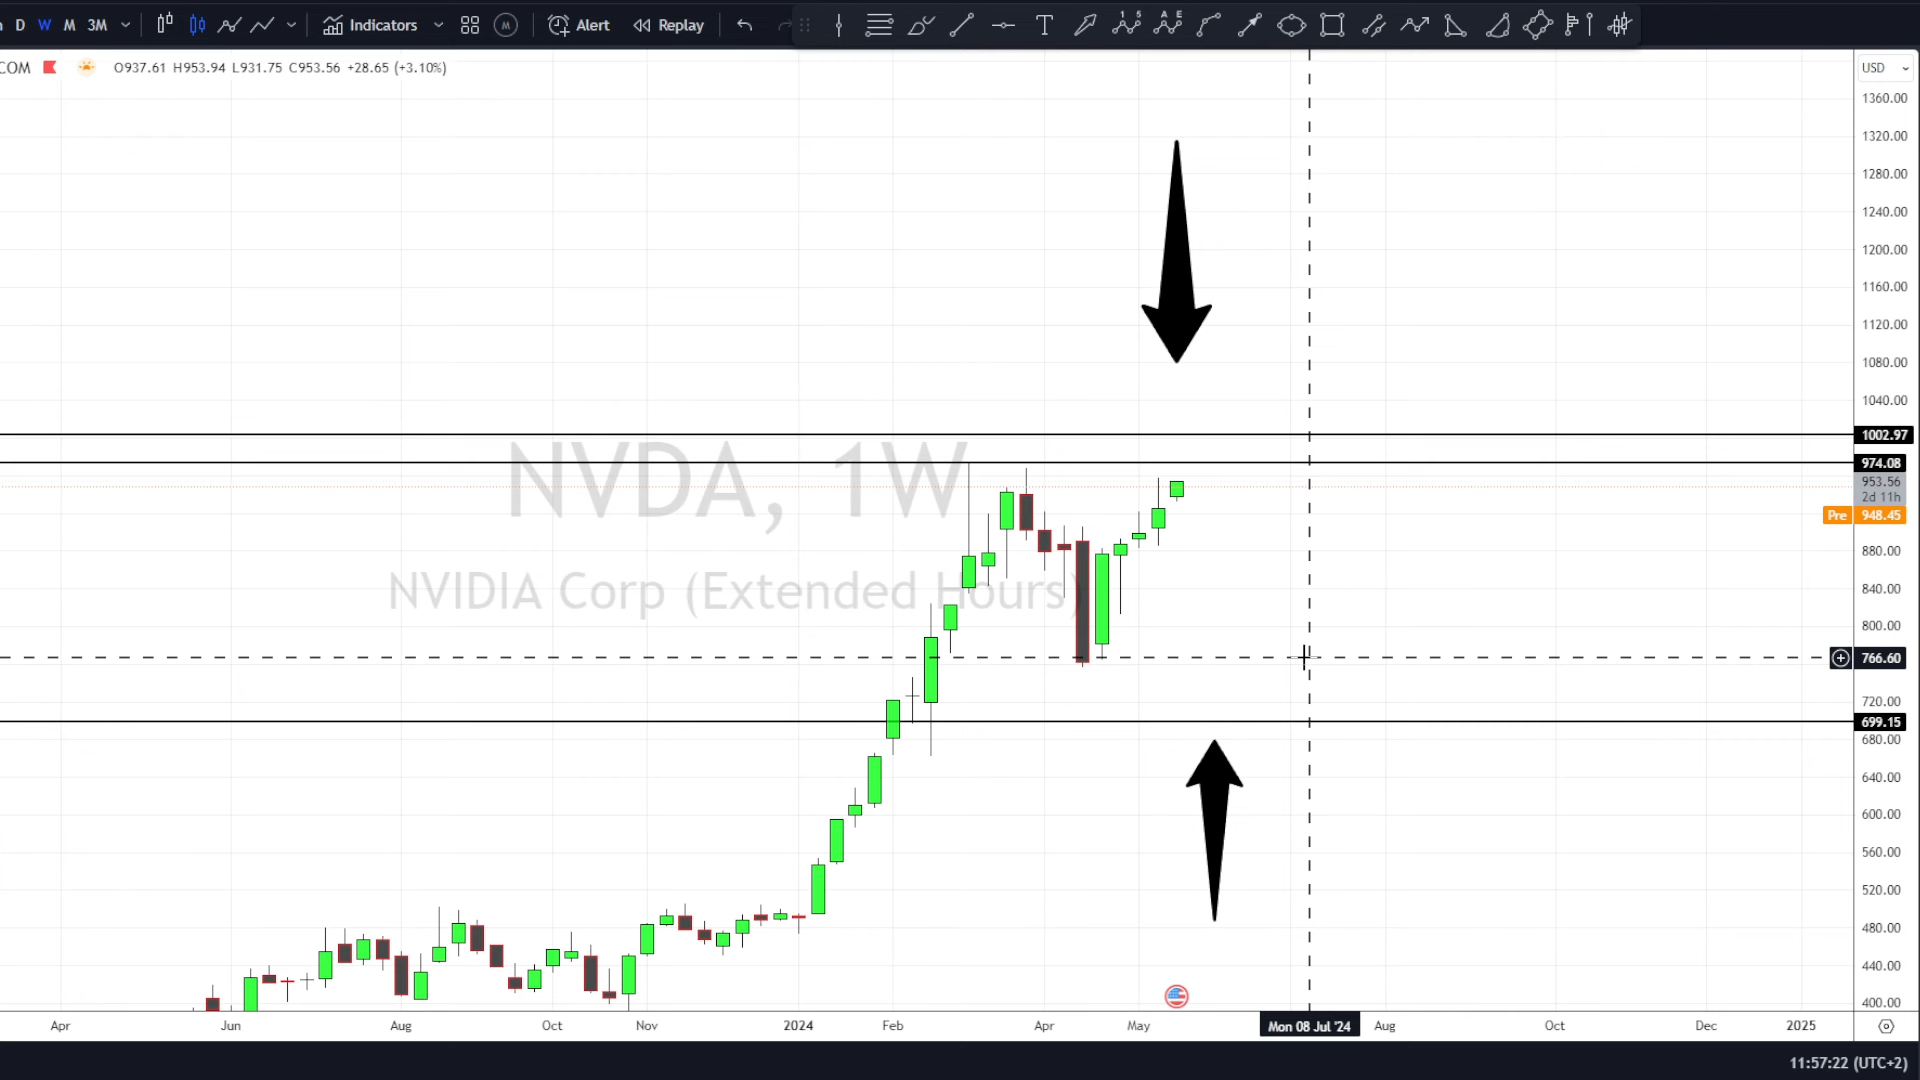 D W M 3M Indicators M Alert Replay T
COM O937.61 H953.94 L931.75 C953.56 +28.65 (+3.10%)
USD
1360.00
1320.00
1280.00
1240.00
1200.00
1160.00
1120.00
1080.00
1040.00
1002.97
974.08
953.56
2d 11h
Pre 948.45
880.00
840.00
800.00
766.60
720.00
699.15
680.00
640.00
600.00
560.00
520.00
480.00
440.00
400.00
NVDA, 1W
NVIDIA Corp (Extended Hours)
Apr Jun Aug Oct Nov 2024 Feb Apr May Mon 08 Jul '24 Aug Oct Dec 2025
11:57:22 (UTC+2)